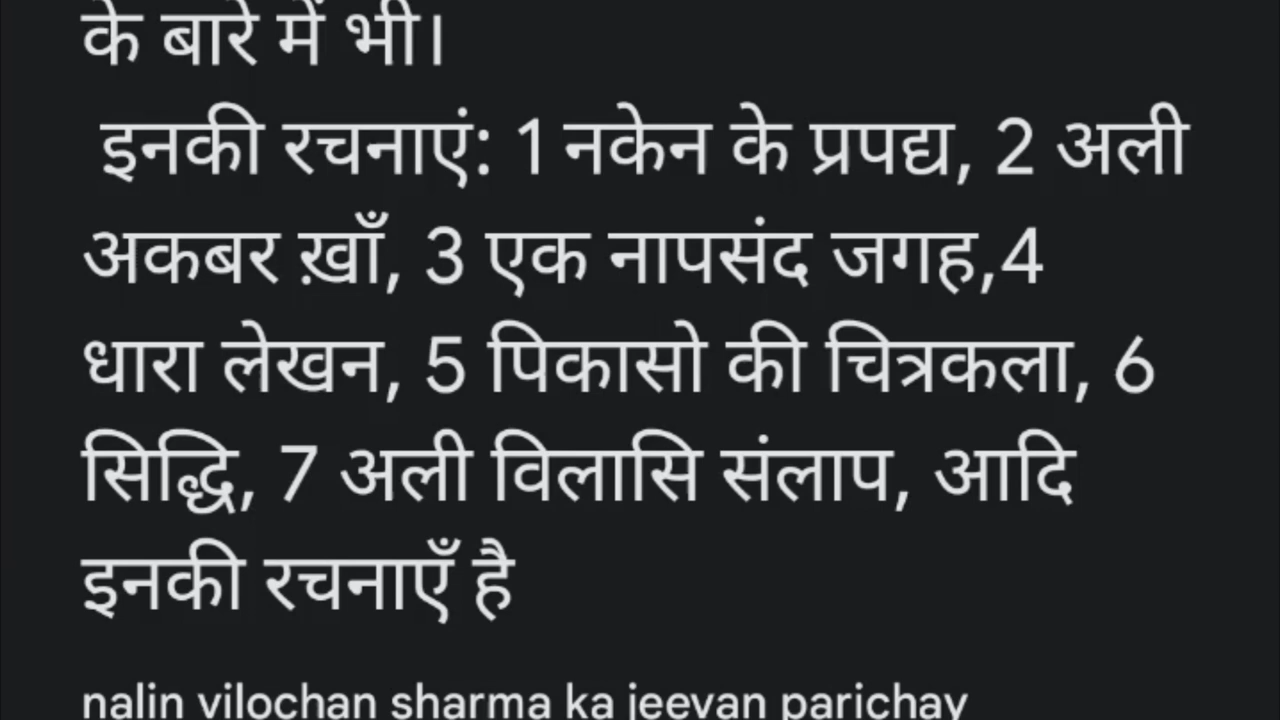 के बारे में भी।
इनकी रचनाएं: 1 नकेन के प्रपद्य, 2 अली
अकबर ख़ाँ, 3 एक नापसंद जगह,4
धारा लेखन, 5 पिकासो की चित्रकला, 6
सिद्धि, 7 अली विलासि संलाप, आदि
इनकी रचनाएँ है
nalin vilochan sharma ka jeevan parichay